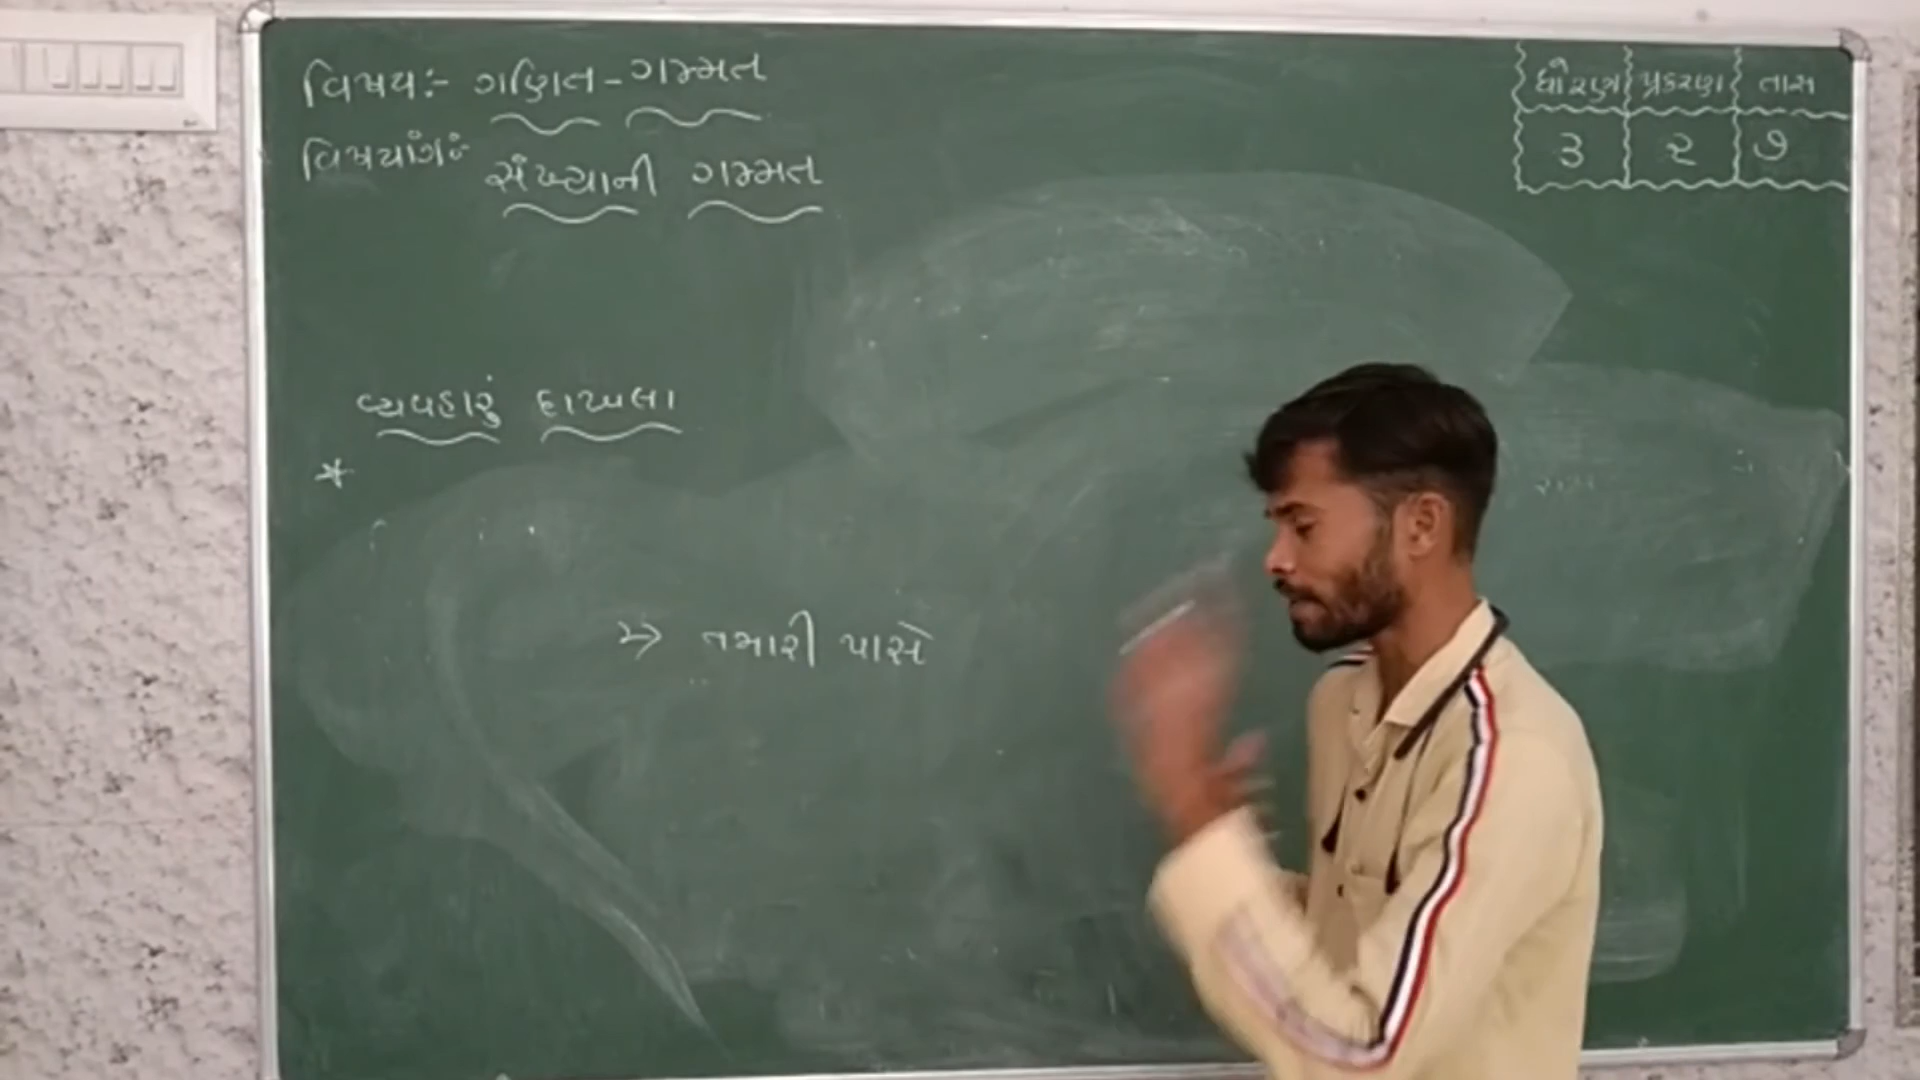 વિષય:- ગણિત - ગમ્મત
વિષયાંગ:- સંખ્યાની ગમ્મત
ધોરણ પ્રકરણ તાસ
૩ ૨ ૭
વ્યવહારું દાખલા
*
⇒ તમારી પાસે